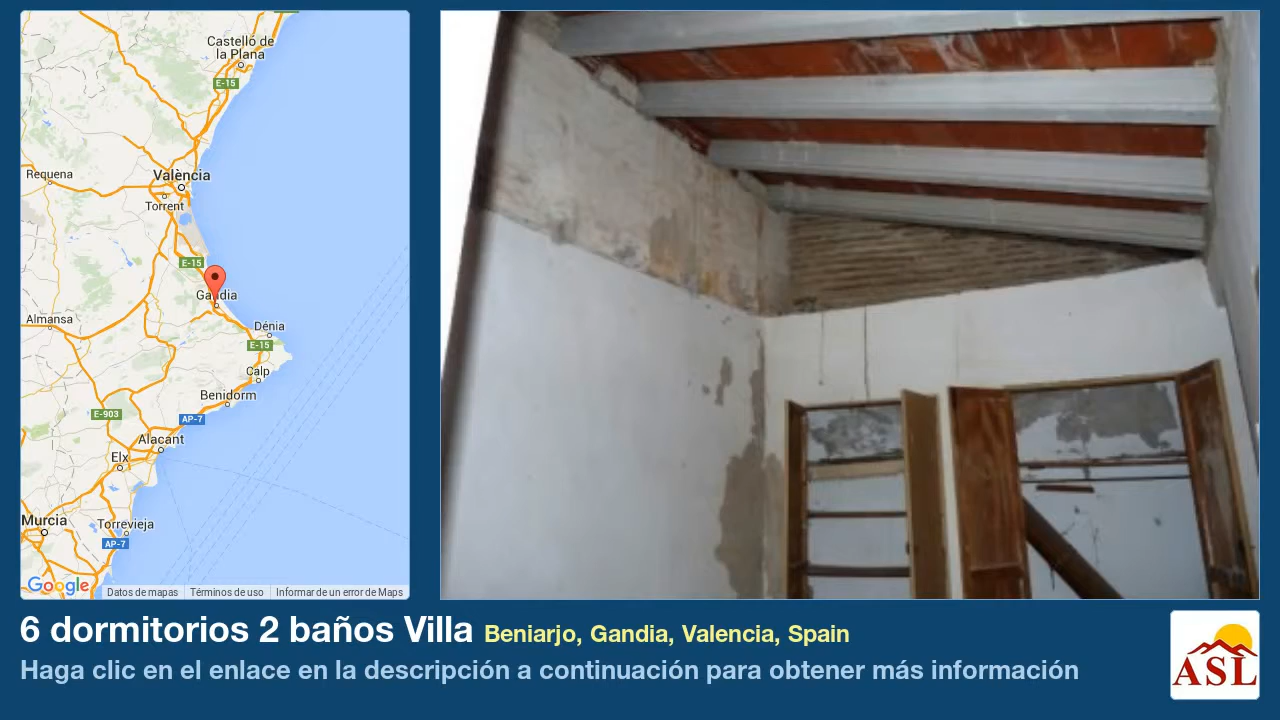 Castelló de
la Plana
E-15
Requena
València
Torrent
E-15
Gandia
Almansa
Dénia
E-15
Calp
Benidorm
E-903
AP-7
Alacant
Elx
Murcia
Torrevieja
AP-7
Google
Datos de mapas
Términos de uso
Informar de un error de Maps
6 dormitorios 2 baños Villa Beniarjo, Gandia, Valencia, Spain
Haga clic en el enlace en la descripción a continuación para obtener más información
ASL